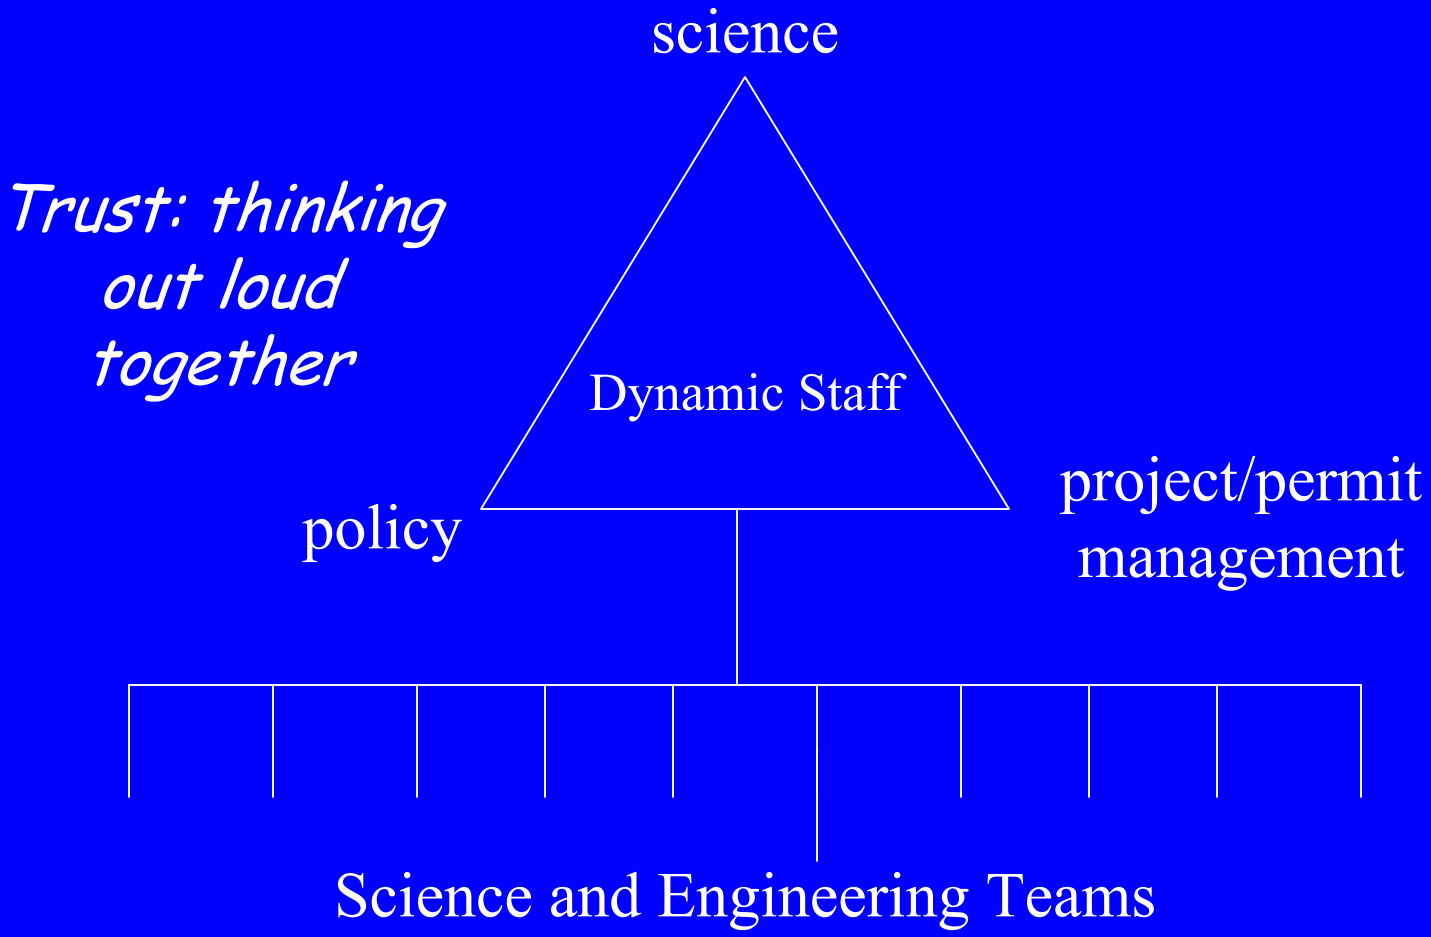 science
Trust: thinking
out loud
together
Dynamic Staff
policy
project/permit
management
Science and Engineering Teams